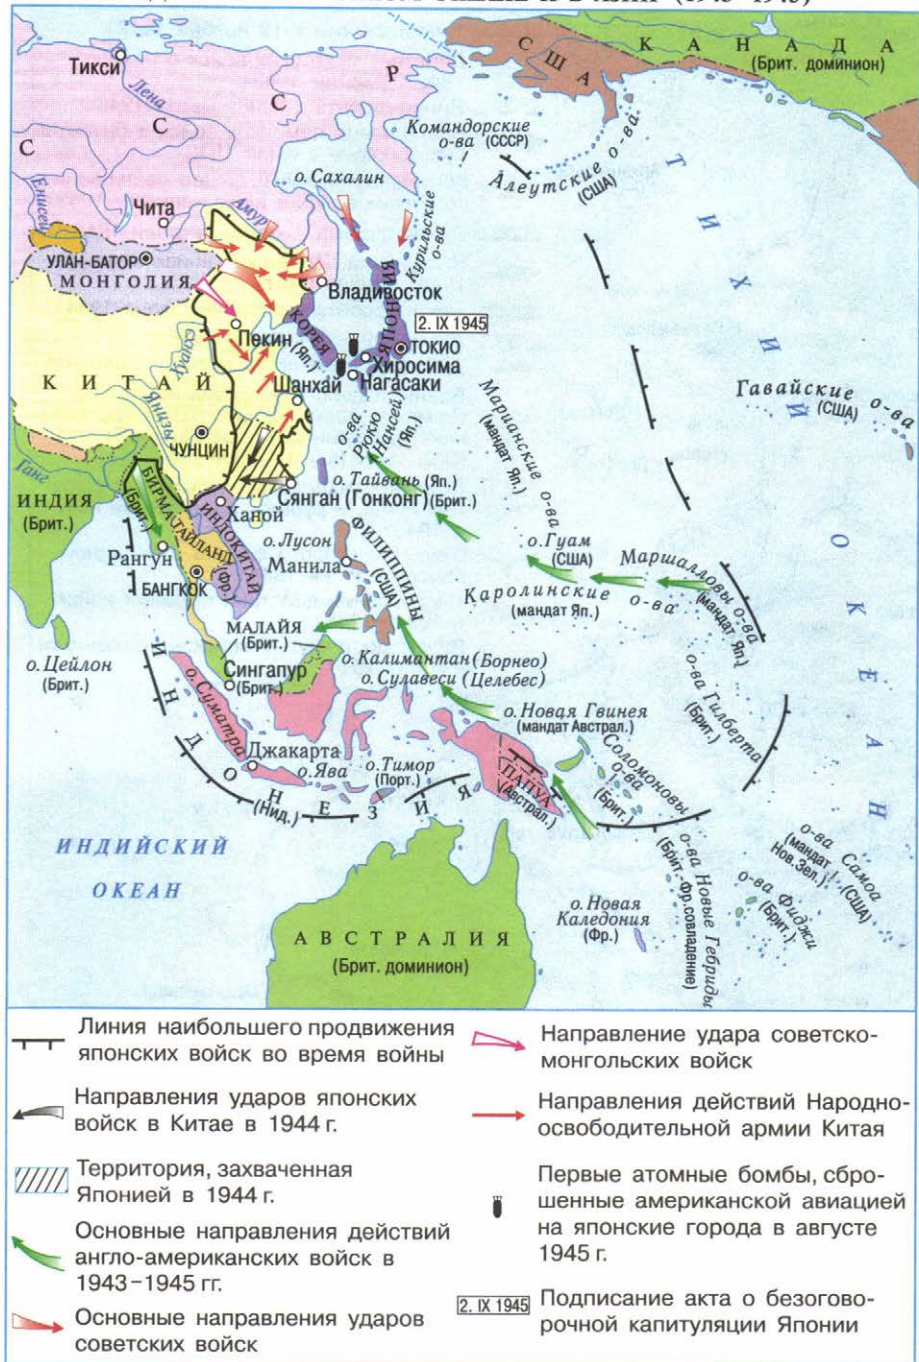 (1943–1945)
Тикси
Лена
С С С Р
США
КАНАДА
(Брит. доминион)
Командорские
о-ва (СССР)
Алеутские о-ва
(США)
о. Сахалин
Енисей
Чита
Амур
Курильские
о-ва
ТИХИЙ ОКЕАН
УЛАН-БАТОР
МОНГОЛИЯ
Владивосток
КОРЕЯ
(Яп.)
ЯПОНИЯ
2. IX 1945
ТОКИО
Пекин
Хиросима
Нагасаки
КИТАЙ
Хуанхэ
Янцзы
Шанхай
ЧУНЦИН
о-ва Рюкю
(Нансей)
(Яп.)
Марианские о-ва
(мандат Яп.)
Гавайские о-ва
(США)
Ганг
ИНДИЯ
(Брит.)
БИРМА
(Брит.)
о. Тайвань (Яп.)
Сянган (Гонконг) (Брит.)
Ханой
ИНДОКИТАЙ
(Фр.)
ТАИЛАНД
Рангун
БАНГКОК
о. Лусон
Манила
ФИЛИППИНЫ
(США)
о. Гуам
(США)
Маршалловы о-ва
(мандат Яп.)
Каролинские о-ва
(мандат Яп.)
МАЛАЙЯ
(Брит.)
о. Цейлон
(Брит.)
Сингапур
(Брит.)
о. Калимантан (Борнео)
о. Сулавеси (Целебес)
о-ва Гилберта
(Брит.)
о. Суматра
о. Новая Гвинея
(мандат Австрал.)
Джакарта
о. Ява
о. Тимор
(Порт.)
ИНДОНЕЗИЯ
(Нид.)
ПАПУА
(Австрал.)
Соломоновы
о-ва
(Брит.)
ИНДИЙСКИЙ
ОКЕАН
о-ва Самоа
(мандат
Нов. Зел.)
(США)
о-ва Фиджи
(Брит.)
о-ва Новые Гебриды
(Брит.-Фр. совладение)
о. Новая
Каледония
(Фр.)
АВСТРАЛИЯ
(Брит. доминион)
Линия наибольшего продвижения
японских войск во время войны
Направления ударов японских
войск в Китае в 1944 г.
Территория, захваченная
Японией в 1944 г.
Основные направления действий
англо-американских войск в
1943–1945 гг.
Основные направления ударов
советских войск
Направление удара советско-
монгольских войск
Направления действий Народно-
освободительной армии Китая
Первые атомные бомбы, сбро-
шенные американской авиацией
на японские города в августе
1945 г.
2. IX 1945
Подписание акта о безогово-
рочной капитуляции Японии